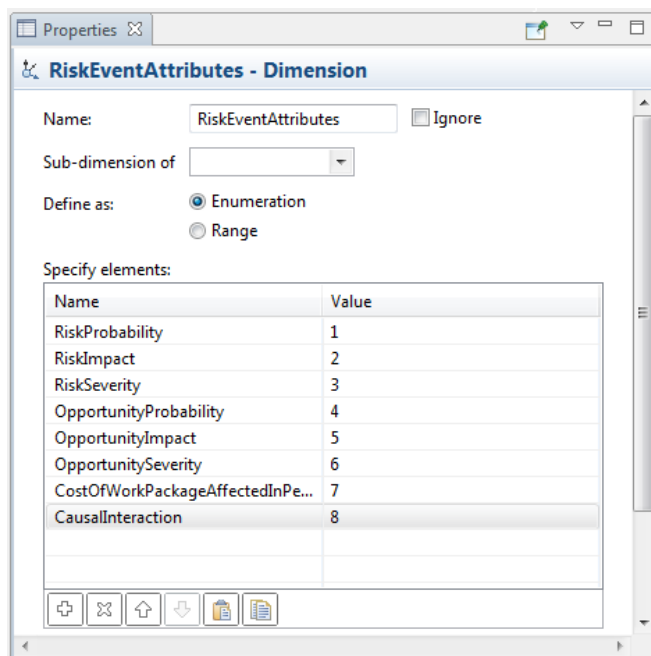 Properties
RiskEventAttributes - Dimension
Name: RiskEventAttributes Ignore
Sub-dimension of
Define as: Enumeration
Range
Specify elements:
Name Value
RiskProbability 1
RiskImpact 2
RiskSeverity 3
OpportunityProbability 4
OpportunityImpact 5
OpportunitySeverity 6
CostOfWorkPackageAffectedInPe... 7
CausalInteraction 8